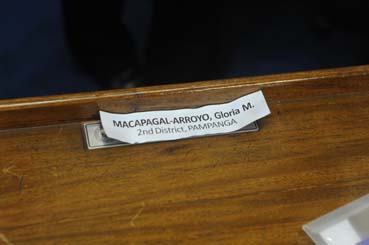 MACAPAGAL-ARROYO, Gloria M.
2nd District, PAMPANGA